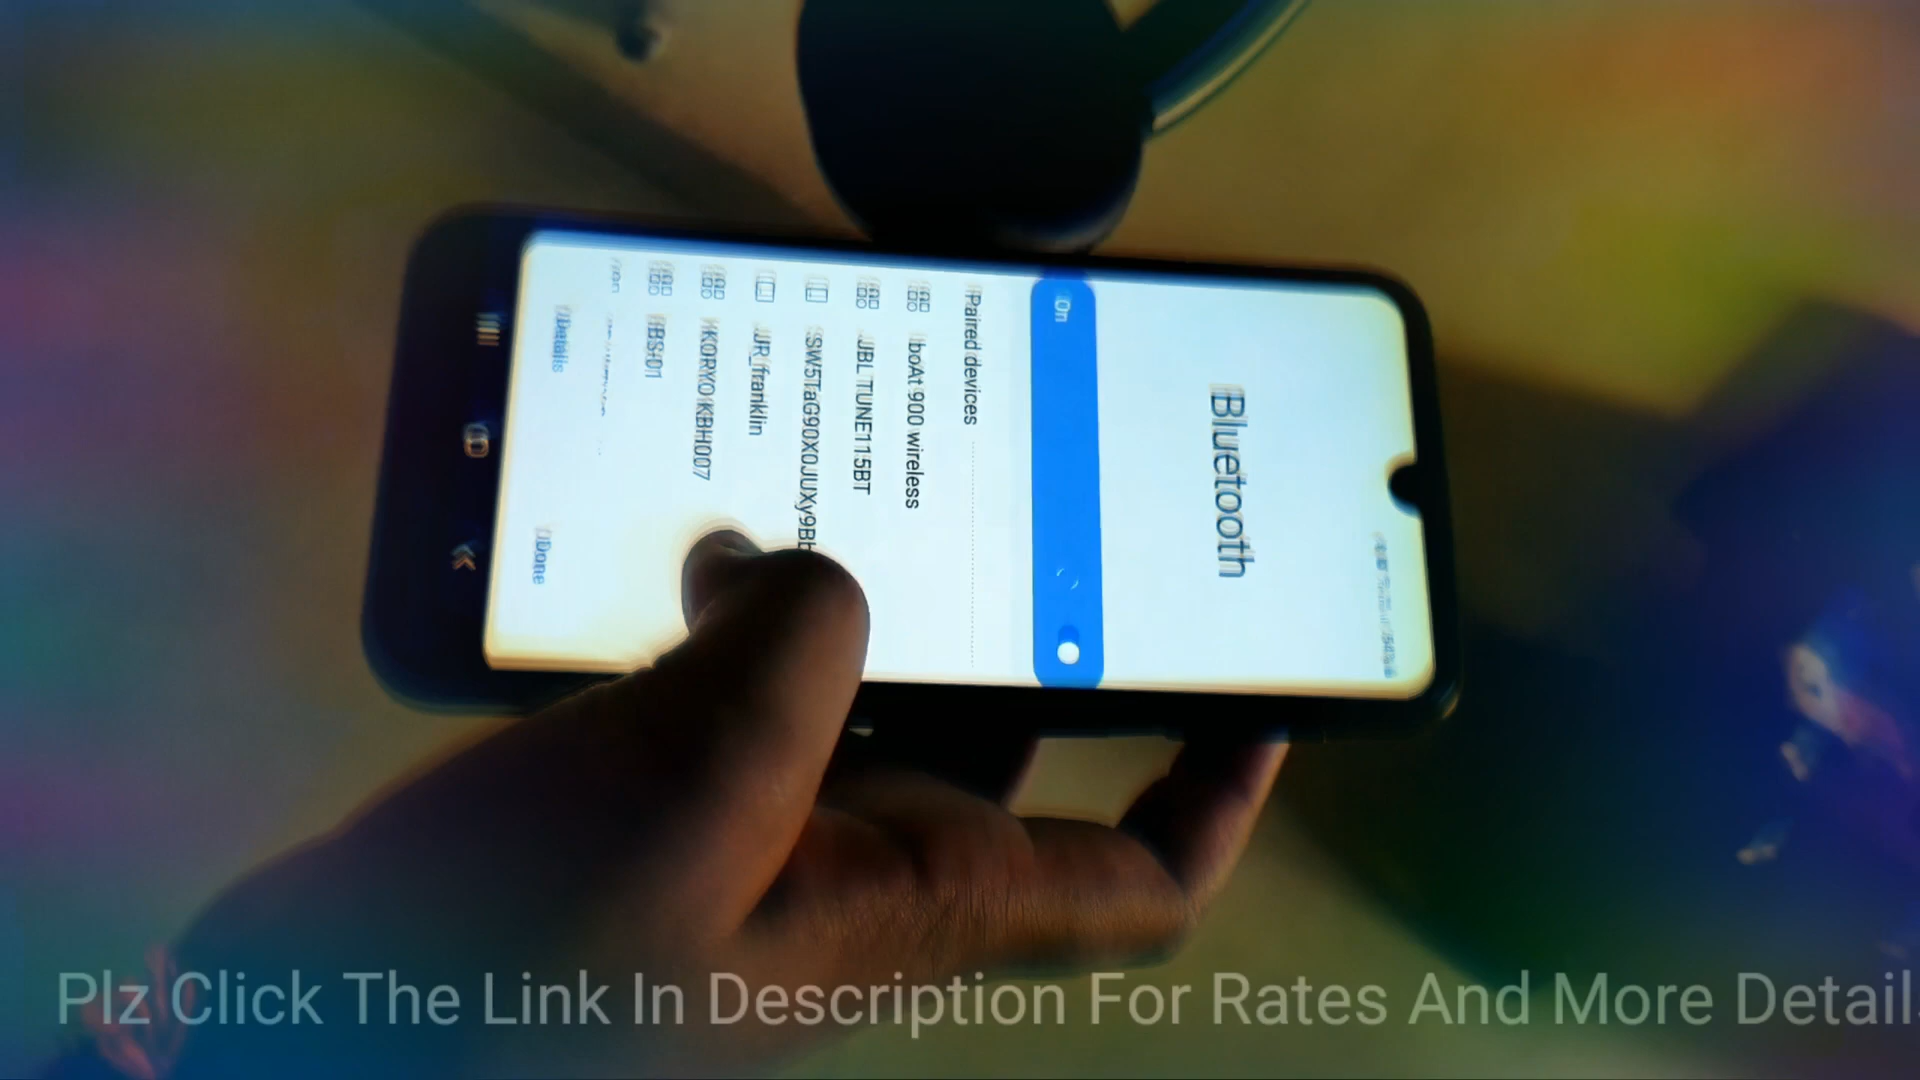 Bluetooth
On
Paired devices
boAt 900 wireless
JBL TUNE115BT
JR_franklin
KORYO KBH007
BS-01
Details
Done
Plz Click The Link In Description For Rates And More Detail